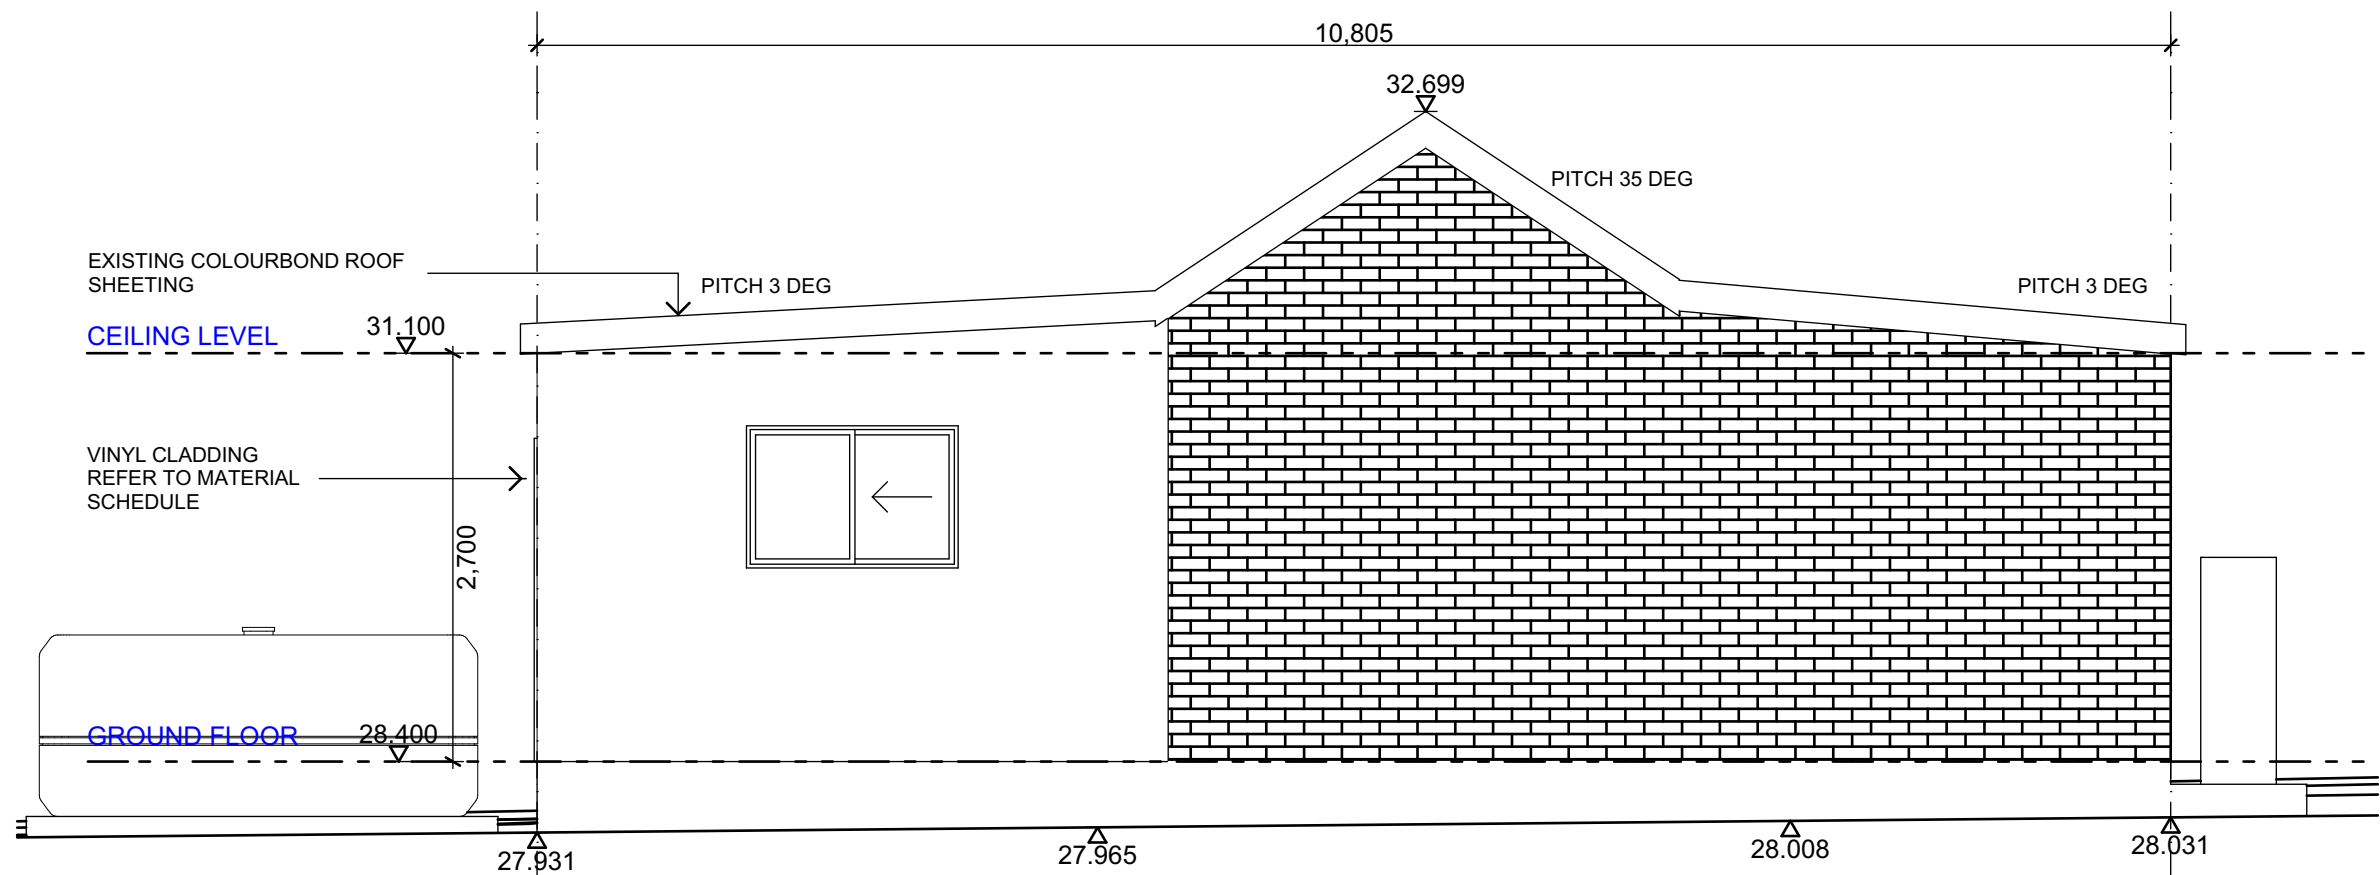 10,805
32.699
PITCH 35 DEG
EXISTING COLOURBOND ROOF
SHEETING
PITCH 3 DEG
PITCH 3 DEG
CEILING LEVEL
31.100
VINYL CLADDING
REFER TO MATERIAL
SCHEDULE
2,700
GROUND FLOOR
28.400
27.931
27.965
28.008
28.031